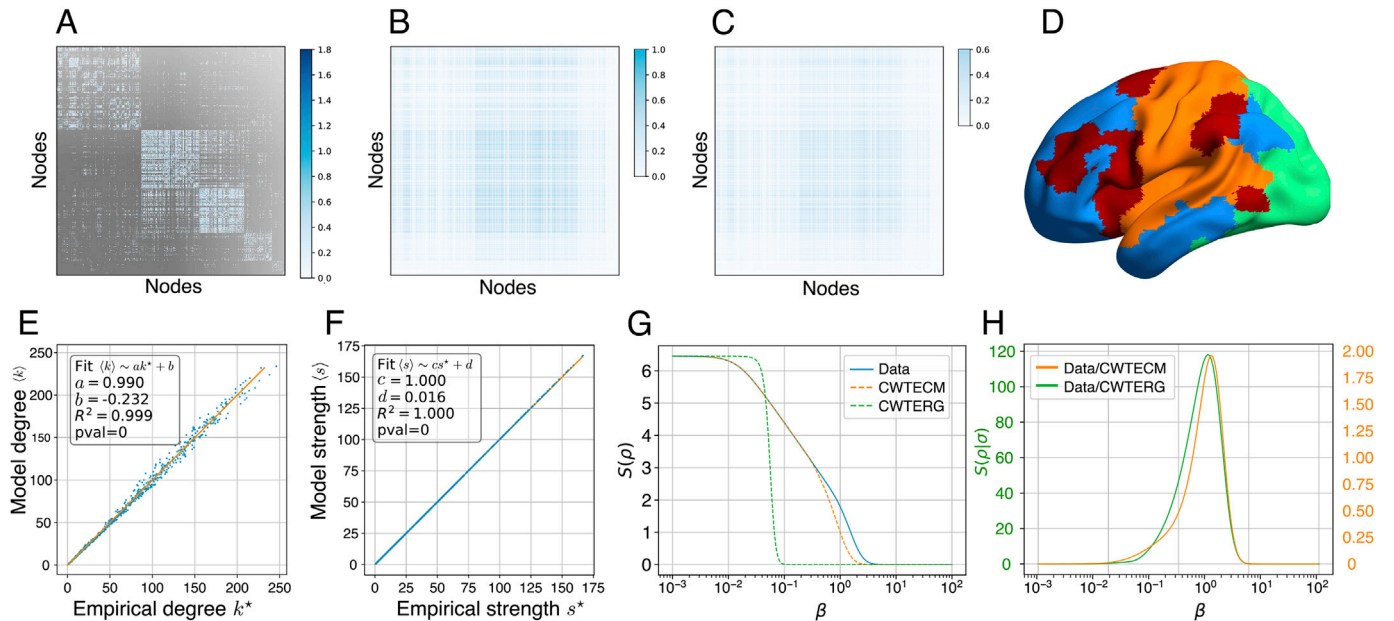 A
B
C
D
Nodes
Nodes
1.8
1.6
1.4
1.2
1.0
0.8
0.6
0.4
0.2
0.0
Nodes
Nodes
1.0
0.8
0.6
0.4
0.2
0.0
Nodes
Nodes
0.6
0.4
0.2
0.0
E
Model degree ⟨k⟩
250
200
150
100
50
0
Fit ⟨k⟩ ~ ak* + b
a = 0.990
b = -0.232
R² = 0.999
pval=0
0 50 100 150 200 250
Empirical degree k*
F
Model strength ⟨s⟩
175
150
125
100
75
50
25
0
Fit ⟨s⟩ ~ cs* + d
c = 1.000
d = 0.016
R² = 1.000
pval=0
0 25 50 75 100 125 150 175
Empirical strength s*
G
S(ρ)
6
5
4
3
2
1
0
Data
CWTECM
CWTERG
10⁻³ 10⁻² 10⁻¹ 10⁰ 10¹ 10²
β
H
S(ρ|σ)
120
100
80
60
40
20
0
Data/CWTECM
Data/CWTERG
2.00
1.75
1.50
1.25
1.00
0.75
0.50
0.25
0
10⁻³ 10⁻² 10⁻¹ 10⁰ 10¹ 10²
β